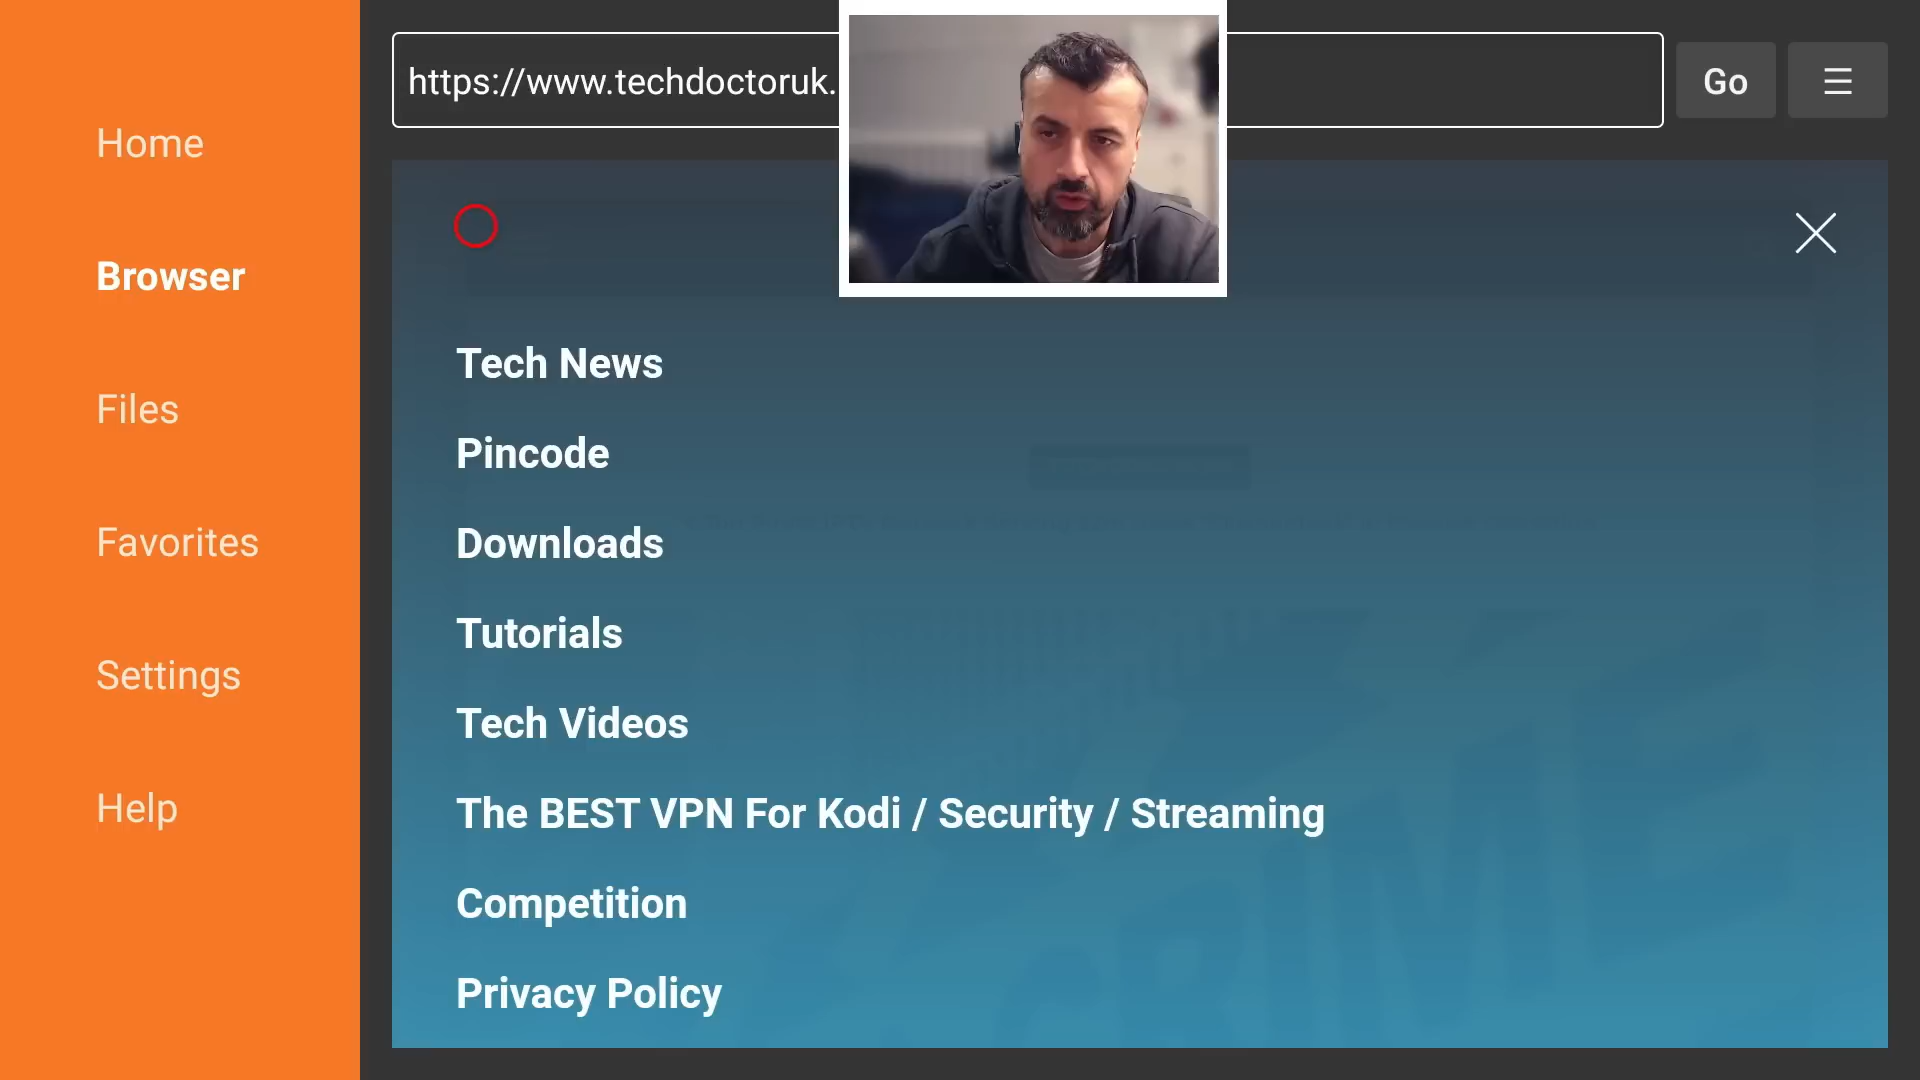 https://www.techdoctoruk.
Go
Home
Browser
Files
Favorites
Settings
Help
Tech News
Pincode
Downloads
Tutorials
Tech Videos
The BEST VPN For Kodi / Security / Streaming
Competition
Privacy Policy